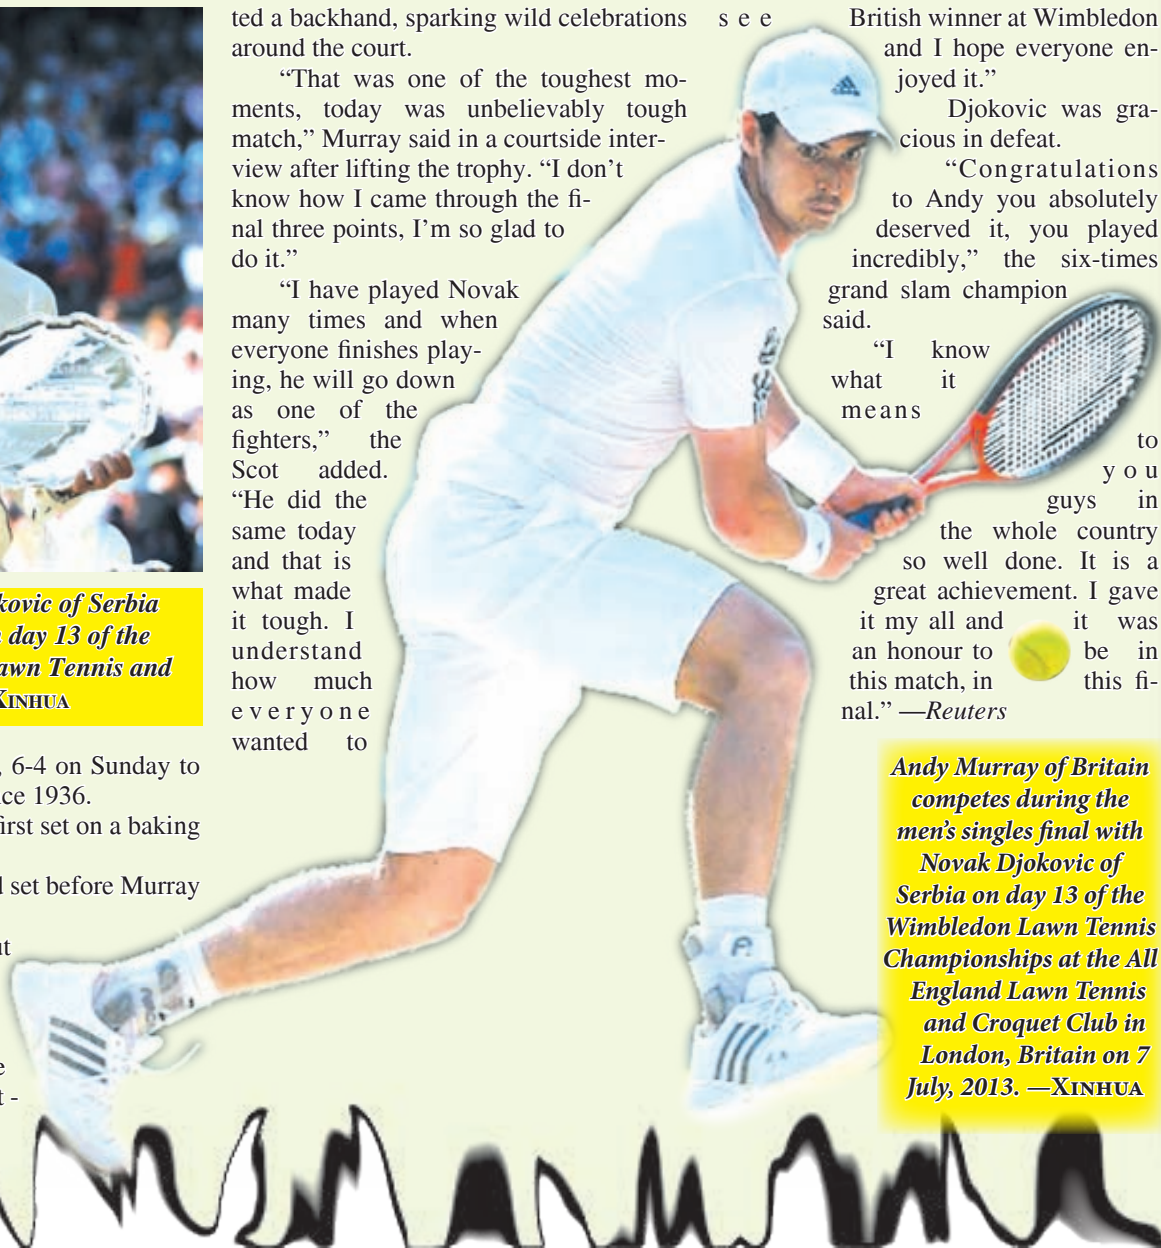 kovic of Serbia
day 13 of the
awn Tennis and
XINHUA
, 6-4 on Sunday to
ce 1936.
first set on a baking
set before Murray
ted a backhand, sparking wild celebrations
around the court.
“That was one of the toughest mo-
ments, today was unbelievably tough
match,” Murray said in a courtside inter-
view after lifting the trophy. “I don’t
know how I came through the fi-
nal three points, I’m so glad to
do it.”
“I have played Novak
many times and when
everyone finishes play-
ing, he will go down
as one of the
fighters,” the
Scot added.
“He did the
same today
and that is
what made
it tough. I
understand
how much
everyone
wanted to
see British winner at Wimbledon
and I hope everyone en-
joyed it.”
Djokovic was gra-
cious in defeat.
“Congratulations
to Andy you absolutely
deserved it, you played
incredibly,” the six-times
grand slam champion
said.
“I know
what it
means
to
you
guys in
the whole country
so well done. It is a
great achievement. I gave
it my all and it was
an honour to be in
this match, in this fi-
nal.” —Reuters
Andy Murray of Britain
competes during the
men’s singles final with
Novak Djokovic of
Serbia on day 13 of the
Wimbledon Lawn Tennis
Championships at the All
England Lawn Tennis
and Croquet Club in
London, Britain on 7
July, 2013. —XINHUA